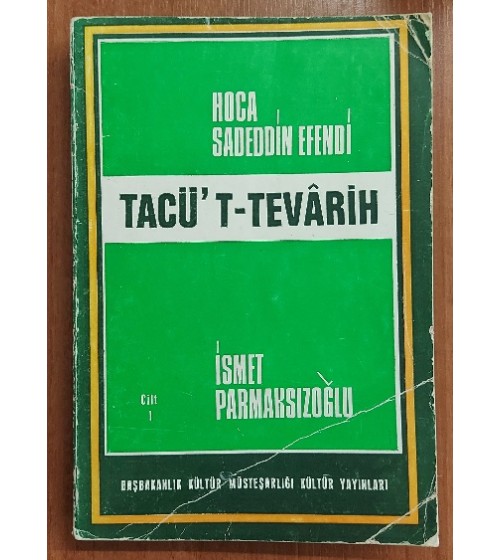 HOCA
SADEDDİN EFENDİ
TACÜ'T-TEVÂRİH
İSMET
PARMAKSIZOĞLU
Cilt
1
BAŞBAKANLIK KÜLTÜR MÜSTEŞARLIĞI KÜLTÜR YAYINLARI